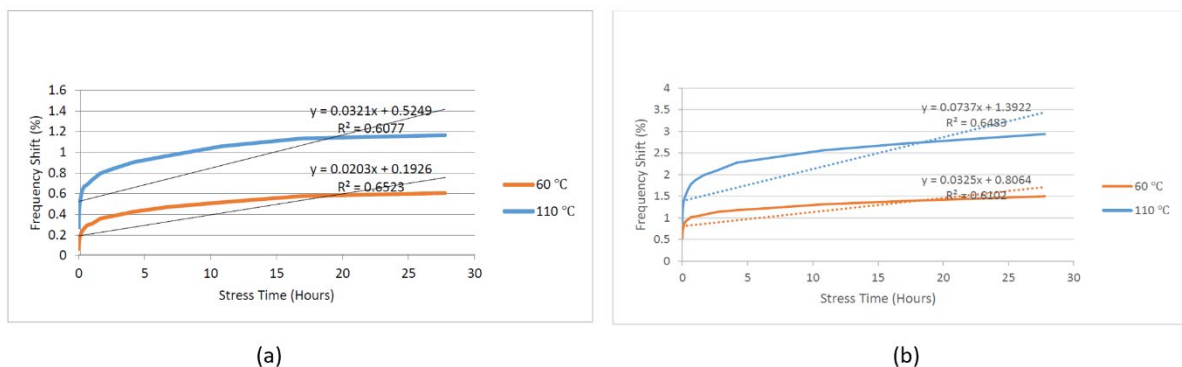 Frequency Shift (%)
1.6
1.4
1.2
1
0.8
0.6
0.4
0.2
0
y = 0.0321x + 0.5249
R² = 0.6077
y = 0.0203x + 0.1926
R² = 0.6523
0 5 10 15 20 25 30
Stress Time (Hours)
60 °C
110 °C
(a)
Frequency Shift (%)
4
3.5
3
2.5
2
1.5
1
0.5
0
y = 0.0737x + 1.3922
R² = 0.6483
y = 0.0325x + 0.8064
R² = 0.6102
0 5 10 15 20 25 30
Stress Time (Hours)
60 °C
110 °C
(b)